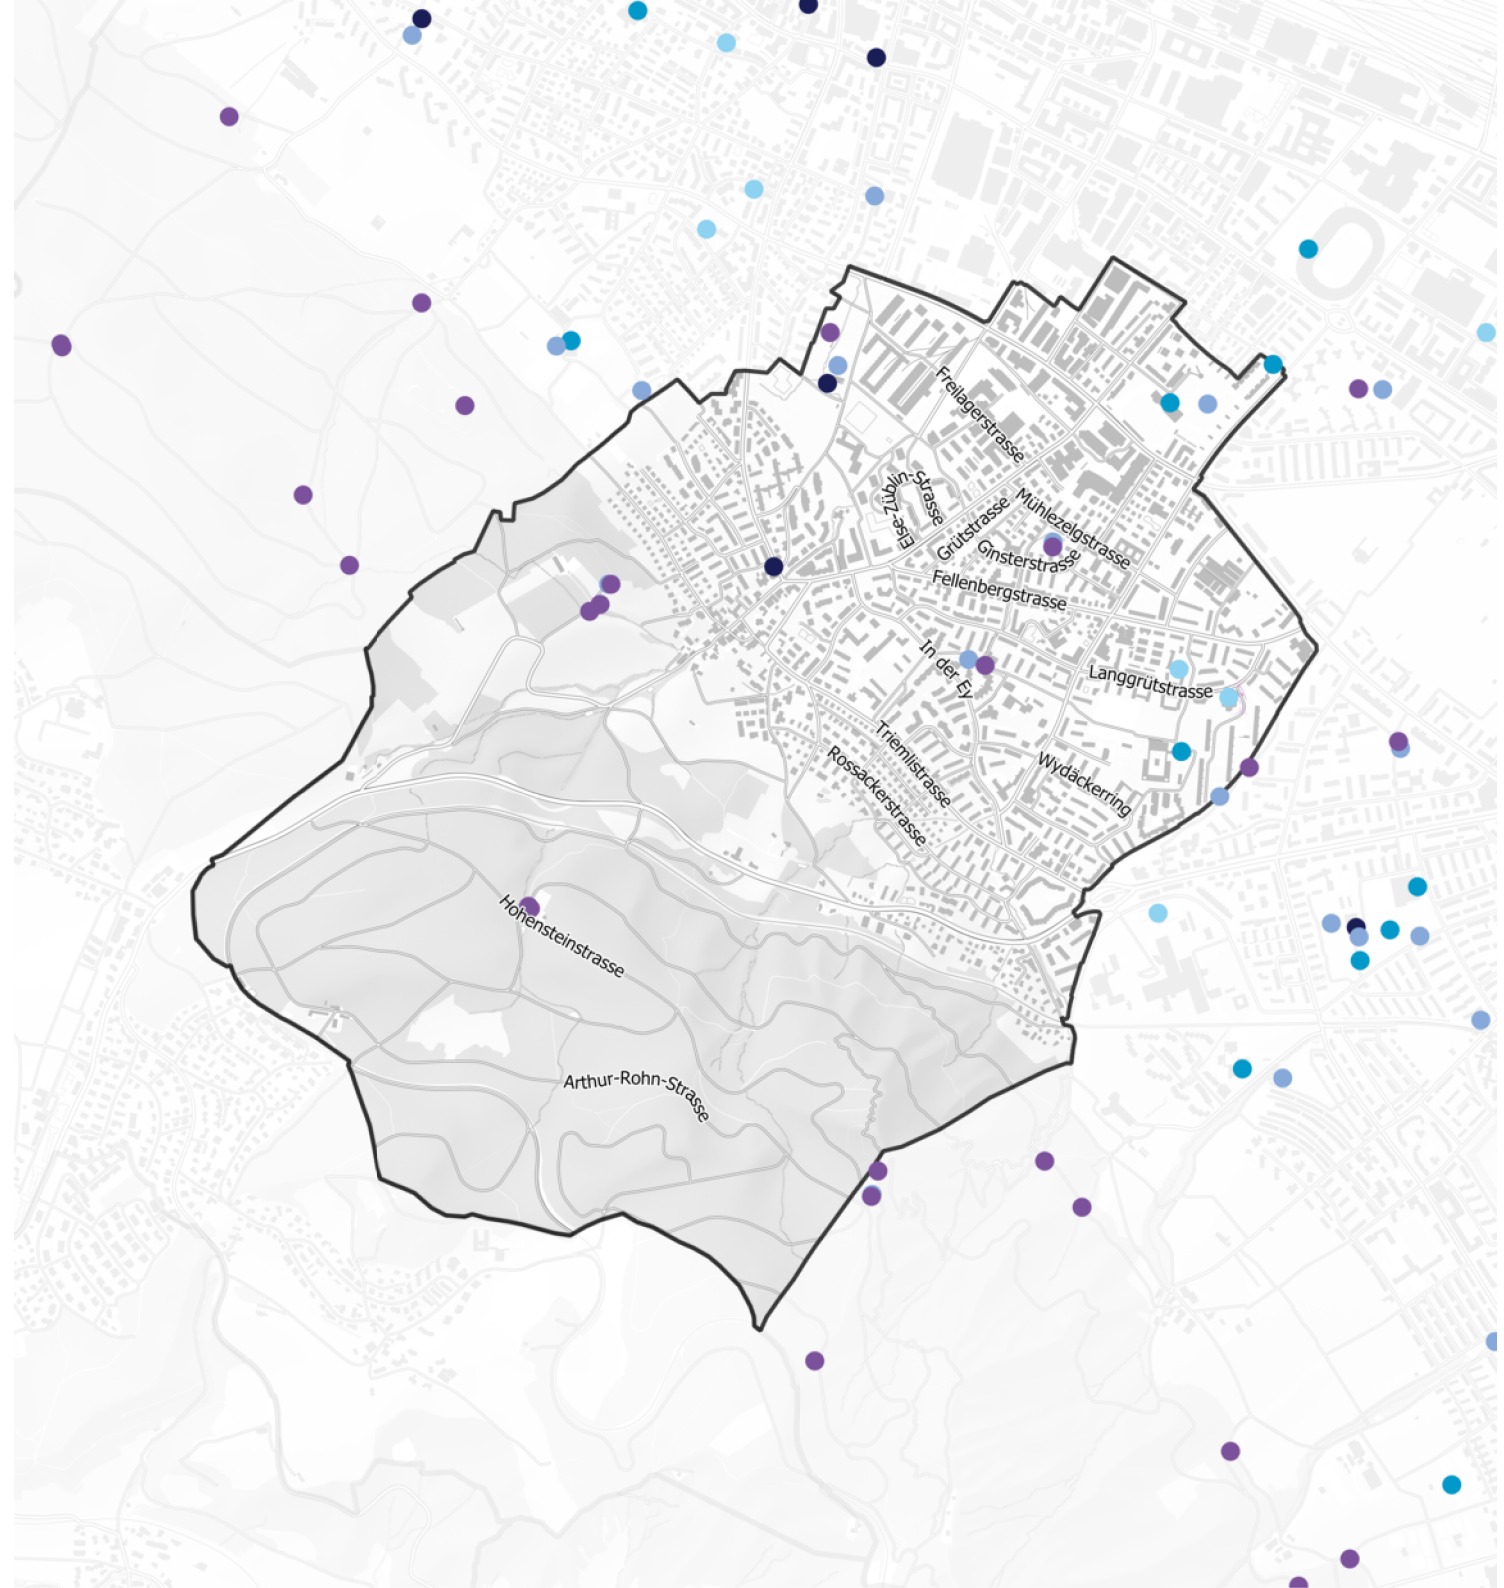 Freilagerstrasse
Else-Züblin-Strasse
Grütstrasse
Mühlezelgstrasse
Ginsterstrasse
Fellenbergstrasse
In der Ey
Langgrütstrasse
Triemlistrasse
Rossackerstrasse
Wydäckerring
Hohensteinstrasse
Arthur-Rohn-Strasse